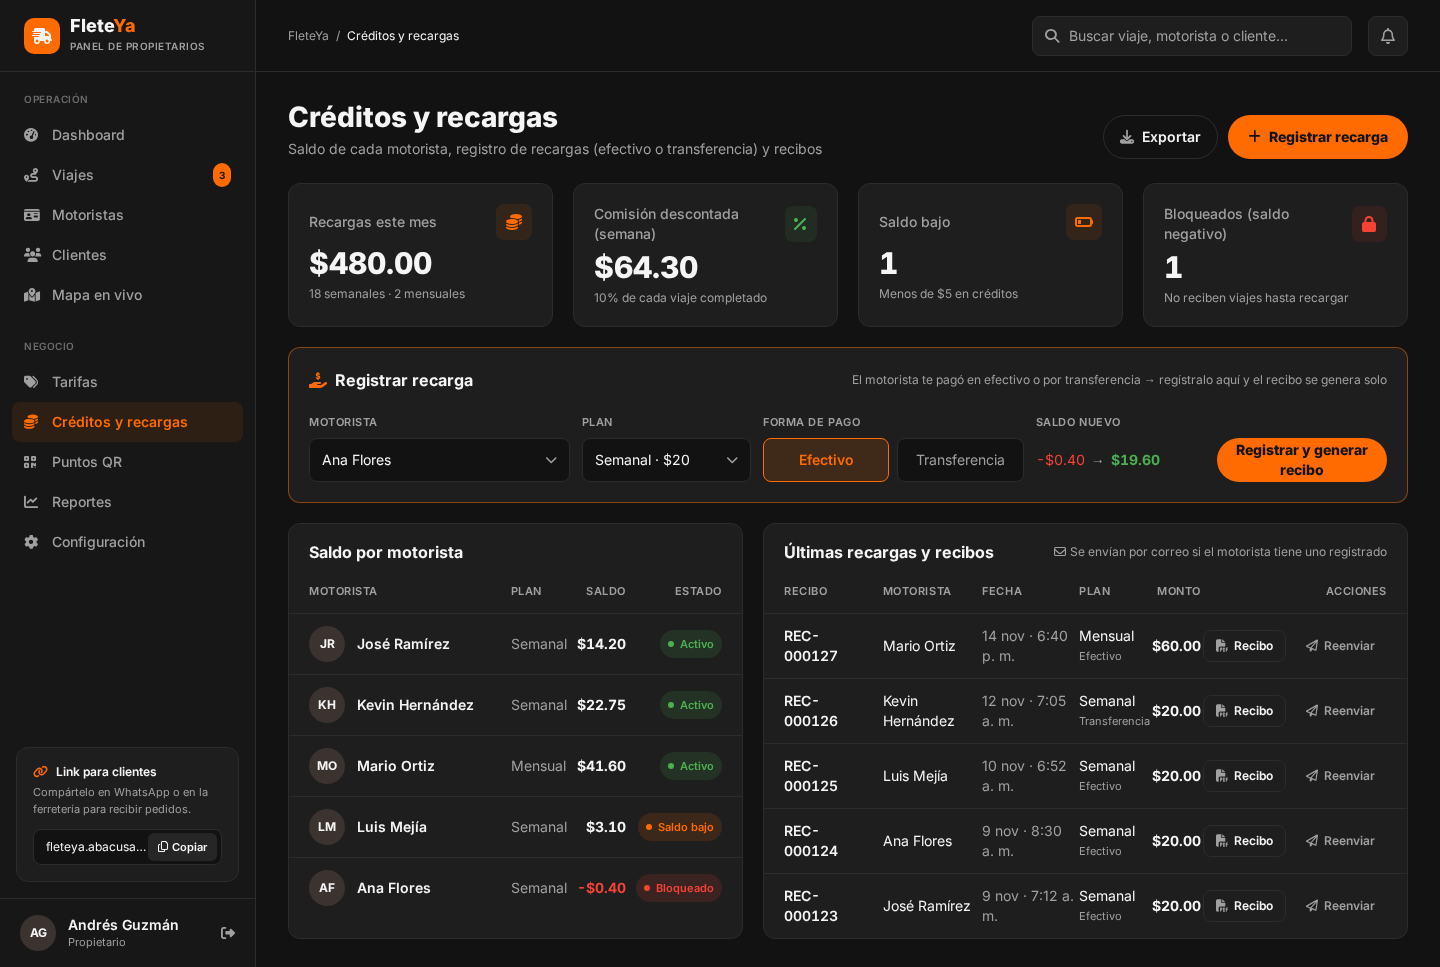 FleteYa
PANEL DE PROPIETARIOS
OPERACIÓN
Dashboard
Viajes 3
Motoristas
Clientes
Mapa en vivo
NEGOCIO
Tarifas
Créditos y recargas
Puntos QR
Reportes
Configuración
Link para clientes
Compártelo en WhatsApp o en la
ferretería para recibir pedidos.
fleteya.abacusa... Copiar
AG Andrés Guzmán
Propietario
FleteYa / Créditos y recargas
Buscar viaje, motorista o cliente...
Créditos y recargas
Saldo de cada motorista, registro de recargas (efectivo o transferencia) y recibos
Exportar
Registrar recarga
Recargas este mes
$480.00
18 semanales · 2 mensuales
Comisión descontada
(semana)
$64.30
10% de cada viaje completado
Saldo bajo
1
Menos de $5 en créditos
Bloqueados (saldo
negativo)
1
No reciben viajes hasta recargar
Registrar recarga
El motorista te pagó en efectivo o por transferencia → regístralo aquí y el recibo se genera solo
MOTORISTA PLAN FORMA DE PAGO SALDO NUEVO
Ana Flores Semanal · $20 Efectivo Transferencia -$0.40 → $19.60
Registrar y generar
recibo
Saldo por motorista
MOTORISTA PLAN SALDO ESTADO
JR José Ramírez Semanal $14.20 Activo
KH Kevin Hernández Semanal $22.75 Activo
MO Mario Ortiz Mensual $41.60 Activo
LM Luis Mejía Semanal $3.10 Saldo bajo
AF Ana Flores Semanal -$0.40 Bloqueado
Últimas recargas y recibos
Se envían por correo si el motorista tiene uno registrado
RECIBO MOTORISTA FECHA PLAN MONTO ACCIONES
REC-
000127
Mario Ortiz
14 nov · 6:40
p. m.
Mensual
Efectivo
$60.00 Recibo Reenviar
REC-
000126
Kevin
Hernández
12 nov · 7:05
a. m.
Semanal
Transferencia
$20.00 Recibo Reenviar
REC-
000125
Luis Mejía
10 nov · 6:52
a. m.
Semanal
Efectivo
$20.00 Recibo Reenviar
REC-
000124
Ana Flores
9 nov · 8:30
a. m.
Semanal
Efectivo
$20.00 Recibo Reenviar
REC-
000123
José Ramírez
9 nov · 7:12 a.
m.
Semanal
Efectivo
$20.00 Recibo Reenviar